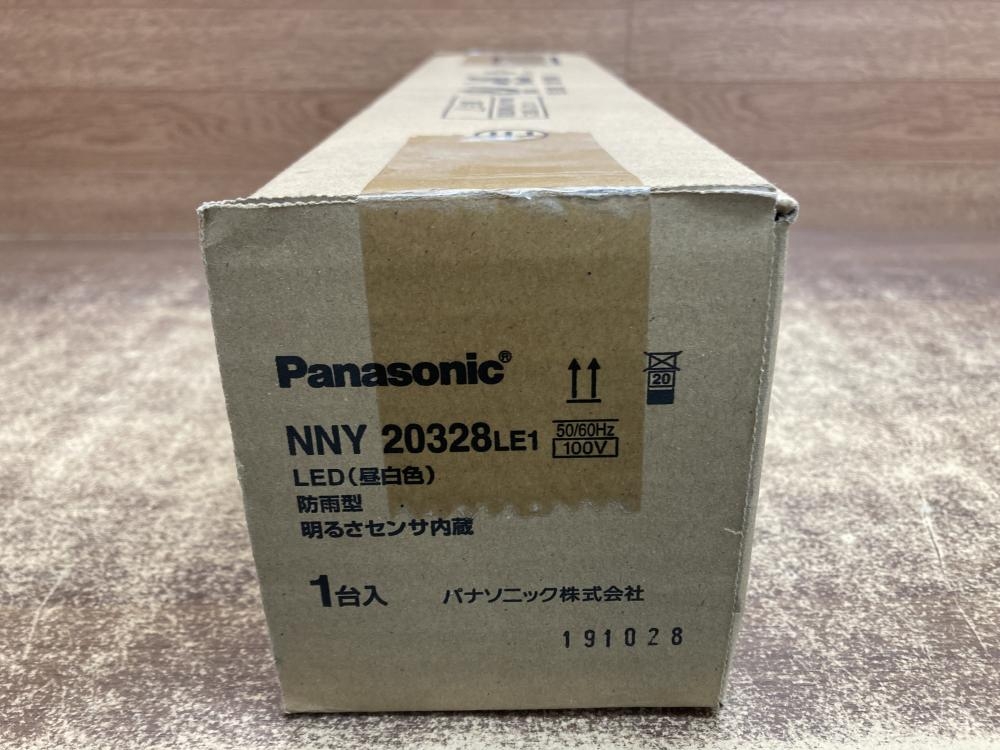 Panasonic®
20
NNY 20328LE1
50/60Hz
100V
LED(昼白色)
防雨型
明るさセンサ内蔵
1台入 パナソニック株式会社
191028